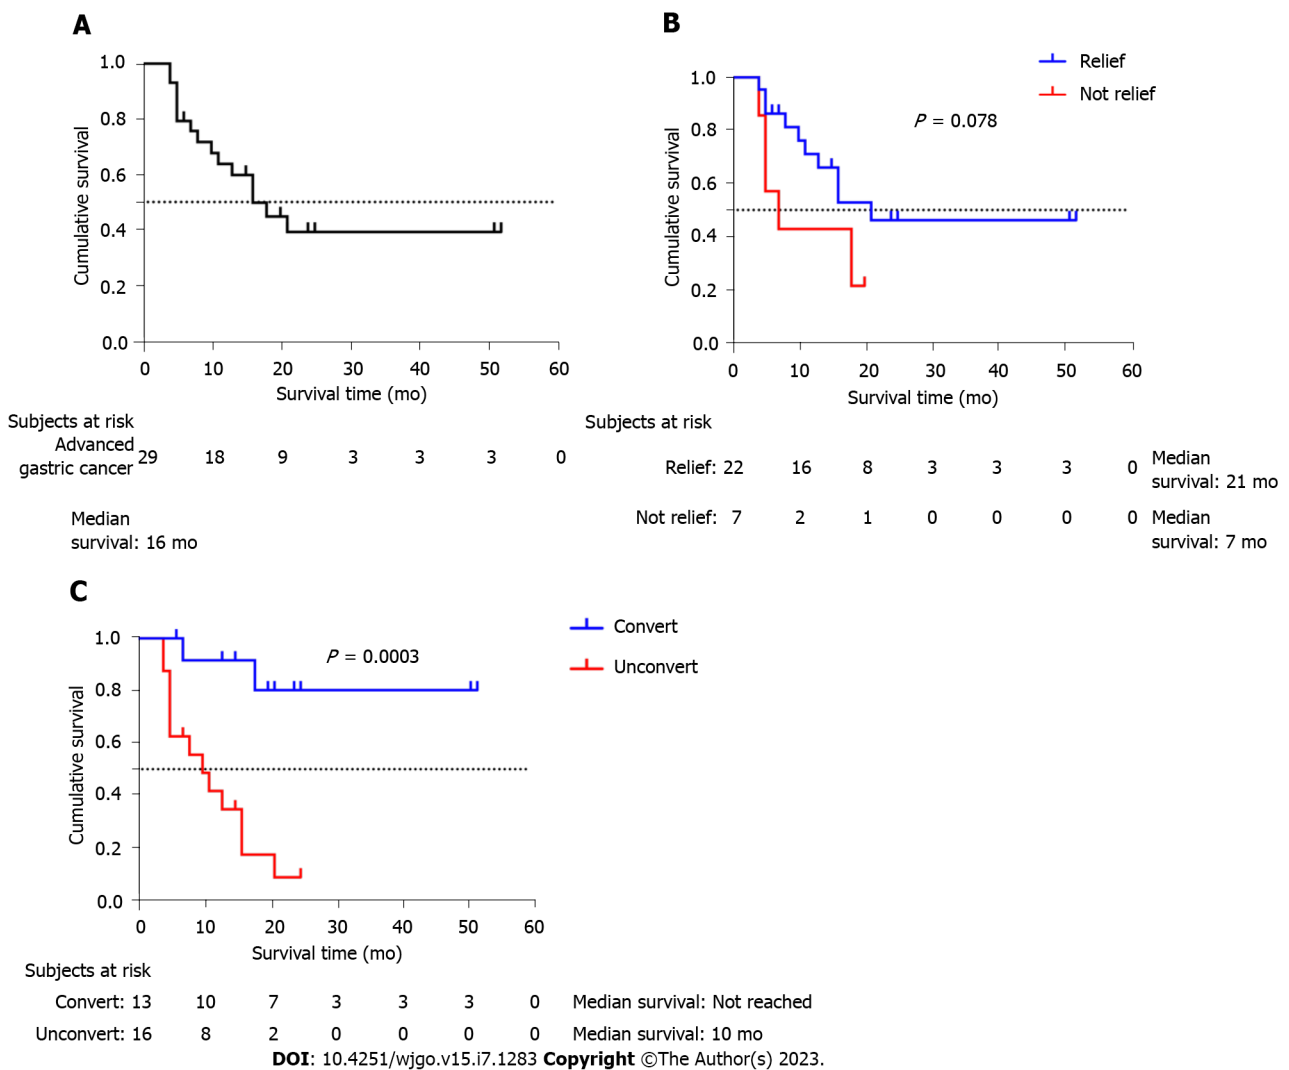 A
1.0
0.8
0.6
0.4
0.2
0.0
Cumulative survival
0 10 20 30 40 50 60
Survival time (mo)
Subjects at risk
Advanced
gastric cancer 29 18 9 3 3 3 0
Median
survival: 16 mo
B
Relief
Not relief
P = 0.078
1.0
0.8
0.6
0.4
0.2
0.0
Cumulative survival
0 10 20 30 40 50 60
Survival time (mo)
Subjects at risk
Relief: 22 16 8 3 3 3 0 Median
survival: 21 mo
Not relief: 7 2 1 0 0 0 0 Median
survival: 7 mo
C
Convert
Unconvert
P = 0.0003
1.0
0.8
0.6
0.4
0.2
0.0
Cumulative survival
0 10 20 30 40 50 60
Survival time (mo)
Subjects at risk
Convert: 13 10 7 3 3 3 0 Median survival: Not reached
Unconvert: 16 8 2 0 0 0 0 Median survival: 10 mo
DOI: 10.4251/wjgo.v15.i7.1283 Copyright ©The Author(s) 2023.